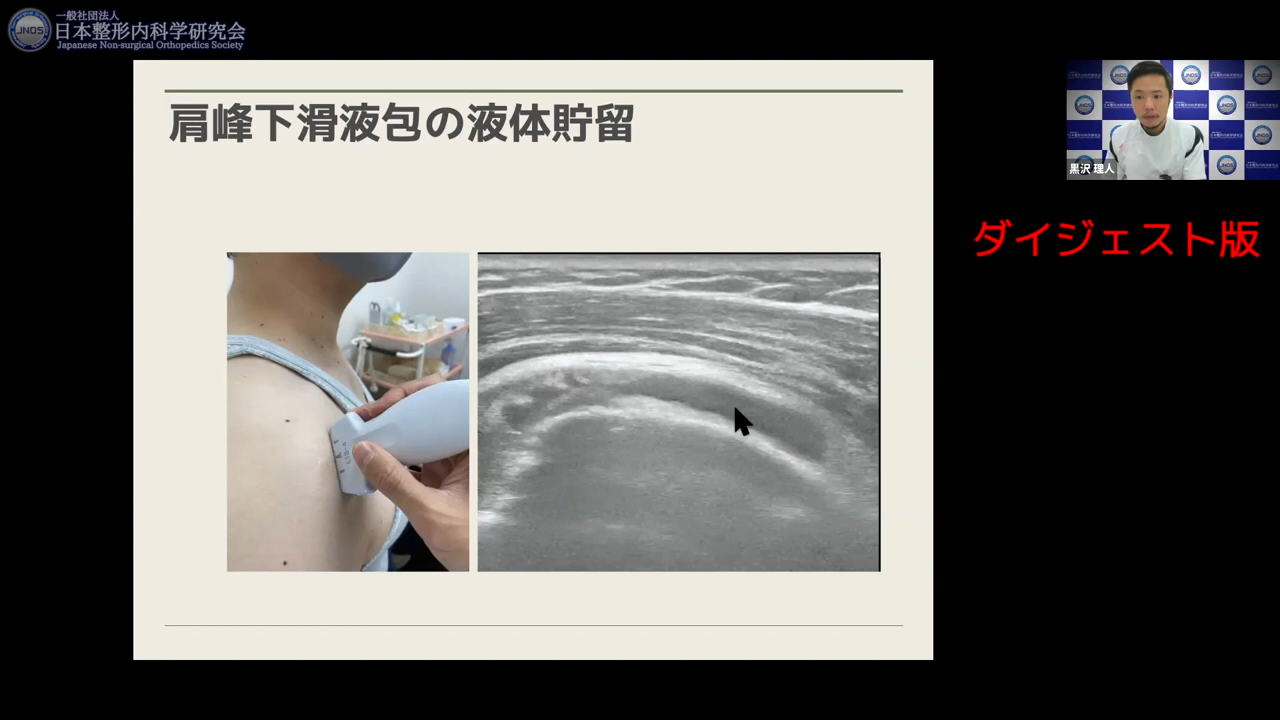 一般社団法人
JNOS 日本整形内科学研究会
Japanese Non-surgical Orthopedics Society
肩峰下滑液包の液体貯留
黒沢 理人
ダイジェスト版